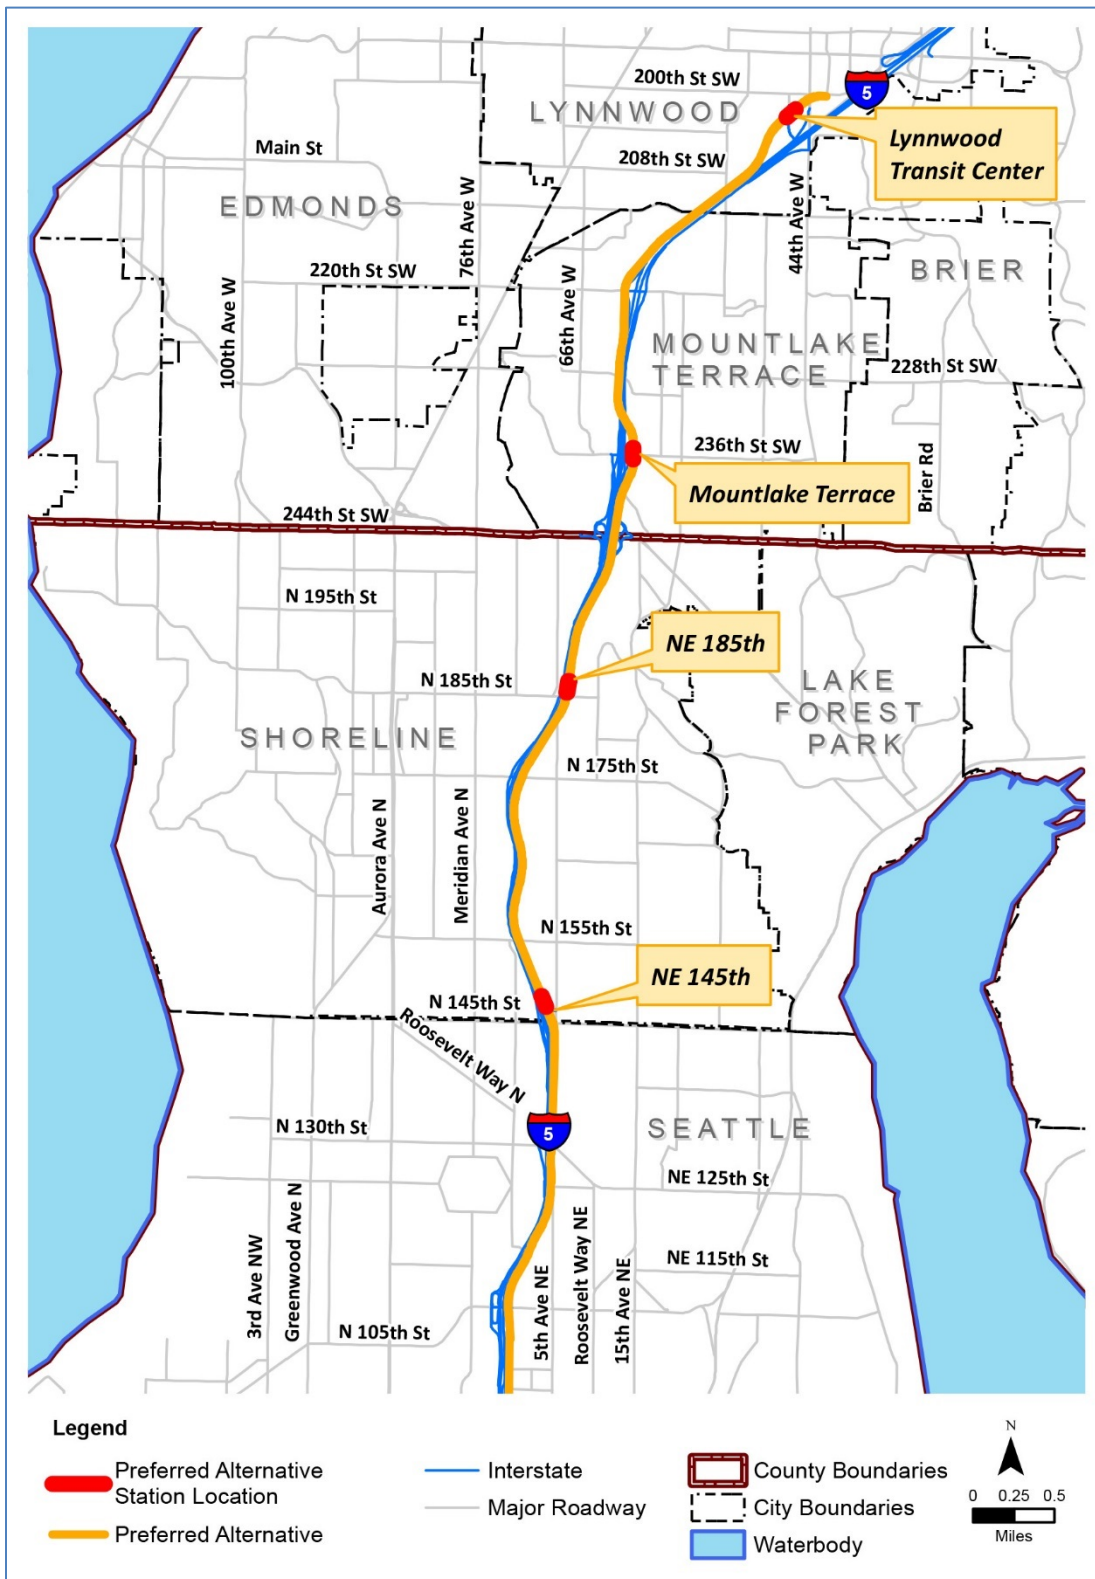 200th St SW
5
LYNNWOOD
Lynnwood
Transit Center
Main St
208th St SW
EDMONDS
76th Ave W
44th Ave W
220th St SW
BRIER
100th Ave W
66th Ave W
MOUNTLAKE
TERRACE
228th St SW
236th St SW
Brier Rd
Mountlake Terrace
244th St SW
N 195th St
NE 185th
N 185th St
LAKE
FOREST
PARK
SHORELINE
N 175th St
Aurora Ave N
Meridian Ave N
N 155th St
NE 145th
N 145th St
Roosevelt Way N
5
SEATTLE
N 130th St
NE 125th St
3rd Ave NW
Greenwood Ave N
N 105th St
5th Ave NE
Roosevelt Way NE
15th Ave NE
NE 115th St
Legend
Preferred Alternative
Station Location
Preferred Alternative
Interstate
Major Roadway
County Boundaries
City Boundaries
Waterbody
N
0 0.25 0.5
Miles